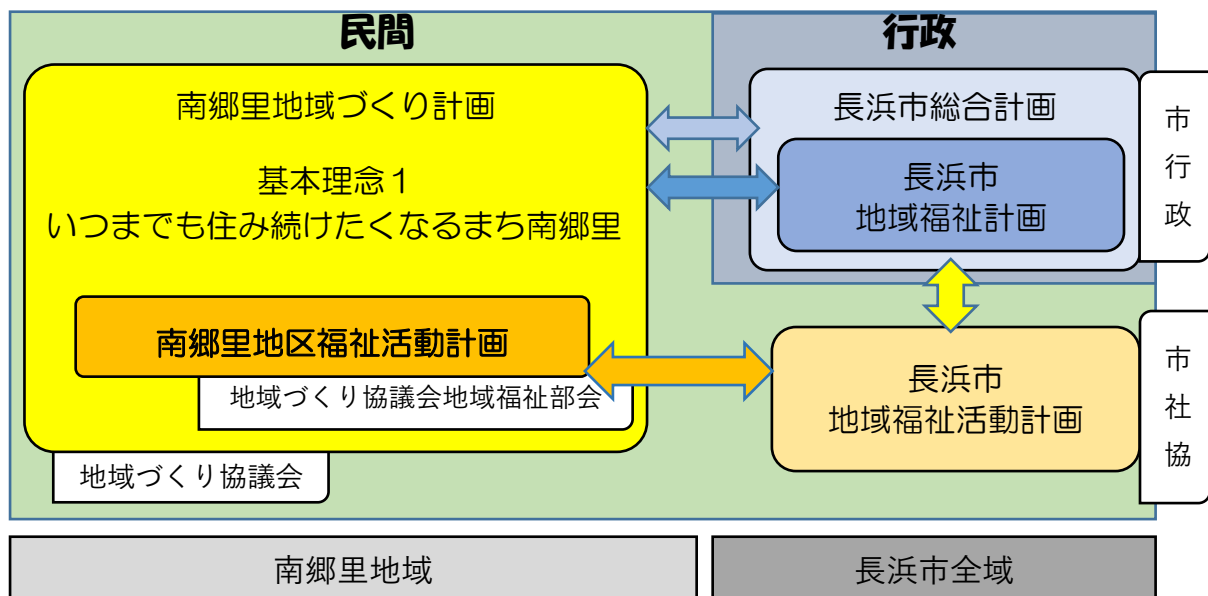 民間
行政
南郷里地域づくり計画
基本理念1
いつまでも住み続けたくなるまち南郷里
南郷里地区福祉活動計画
地域づくり協議会地域福祉部会
地域づくり協議会
長浜市総合計画
長浜市
地域福祉計画
市行政
長浜市
地域福祉活動計画
市社協
南郷里地域
長浜市全域